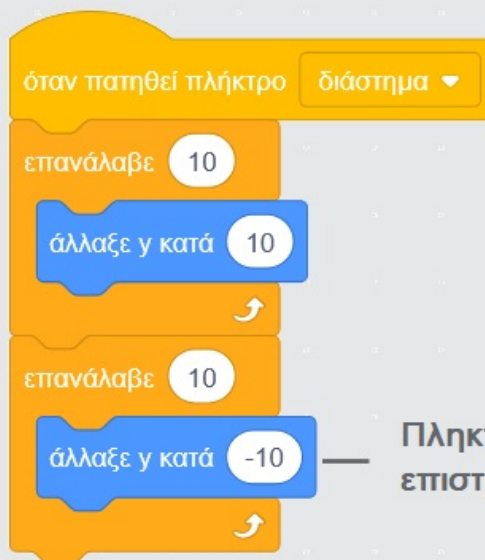 όταν πατηθεί πλήκτρο διάστημα
επανάλαβε 10
άλλαξε y κατά 10
επανάλαβε 10
άλλαξε y κατά -10